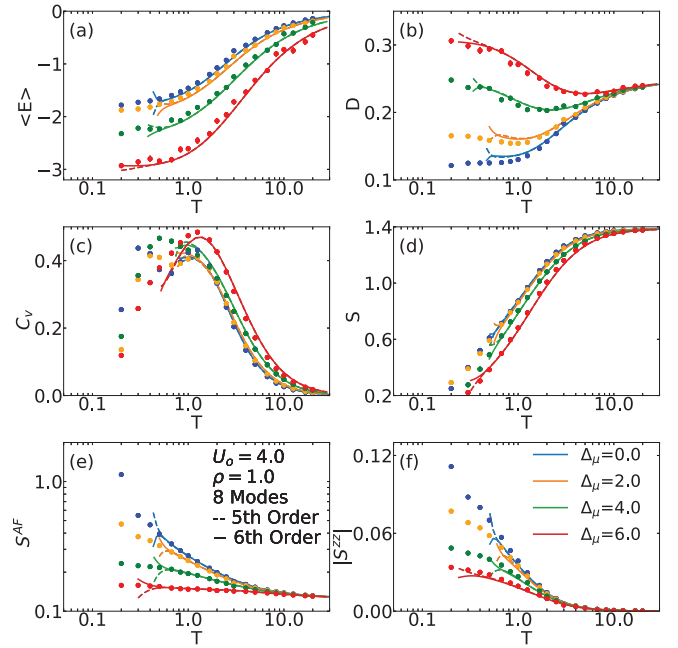 (a)
0
−1
−2
−3
<E>
0.1
1.0
10.0
T
(b)
0.3
0.2
0.1
D
0.1
1.0
10.0
T
(c)
0.4
0.2
0.0
C_v
0.1
1.0
10.0
T
(d)
1.4
1.0
0.6
0.2
S
0.1
1.0
10.0
T
(e)
1.0
0.1
S^{AF}
U_o=4.0
ρ=1.0
8 Modes
-- 5th Order
− 6th Order
0.1
1.0
10.0
T
(f)
0.12
0.06
0.00
|S^{zz}|
Δ_μ=0.0
Δ_μ=2.0
Δ_μ=4.0
Δ_μ=6.0
0.1
1.0
10.0
T